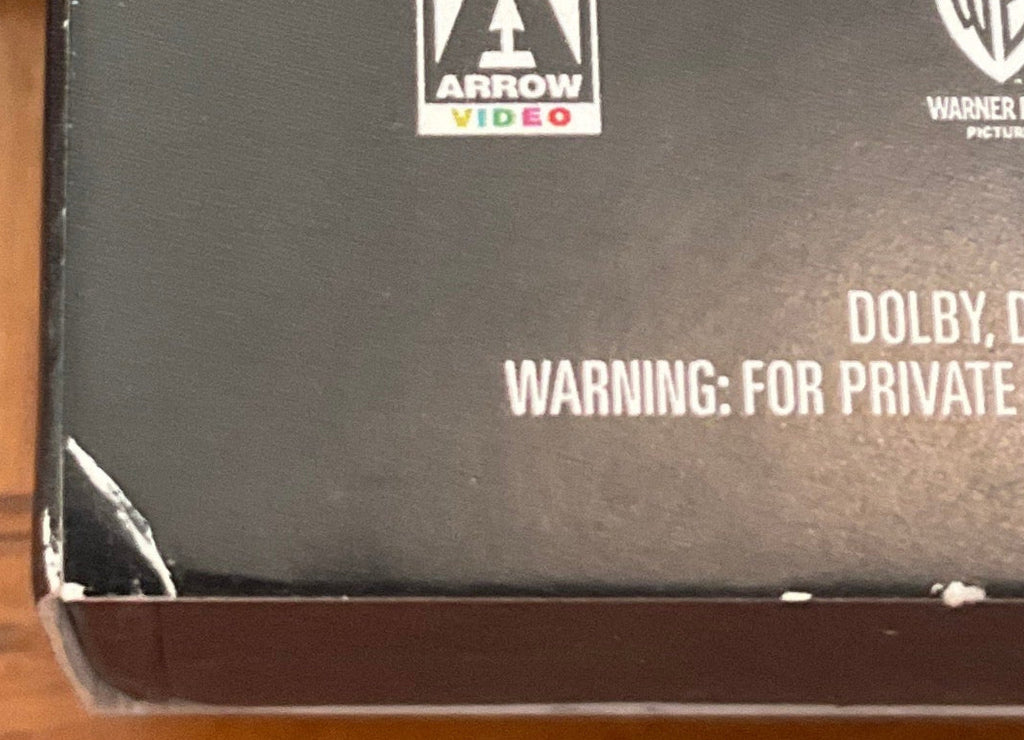 ARROW
VIDEO
WARNER
DOLBY,
WARNING: FOR PRIVATE